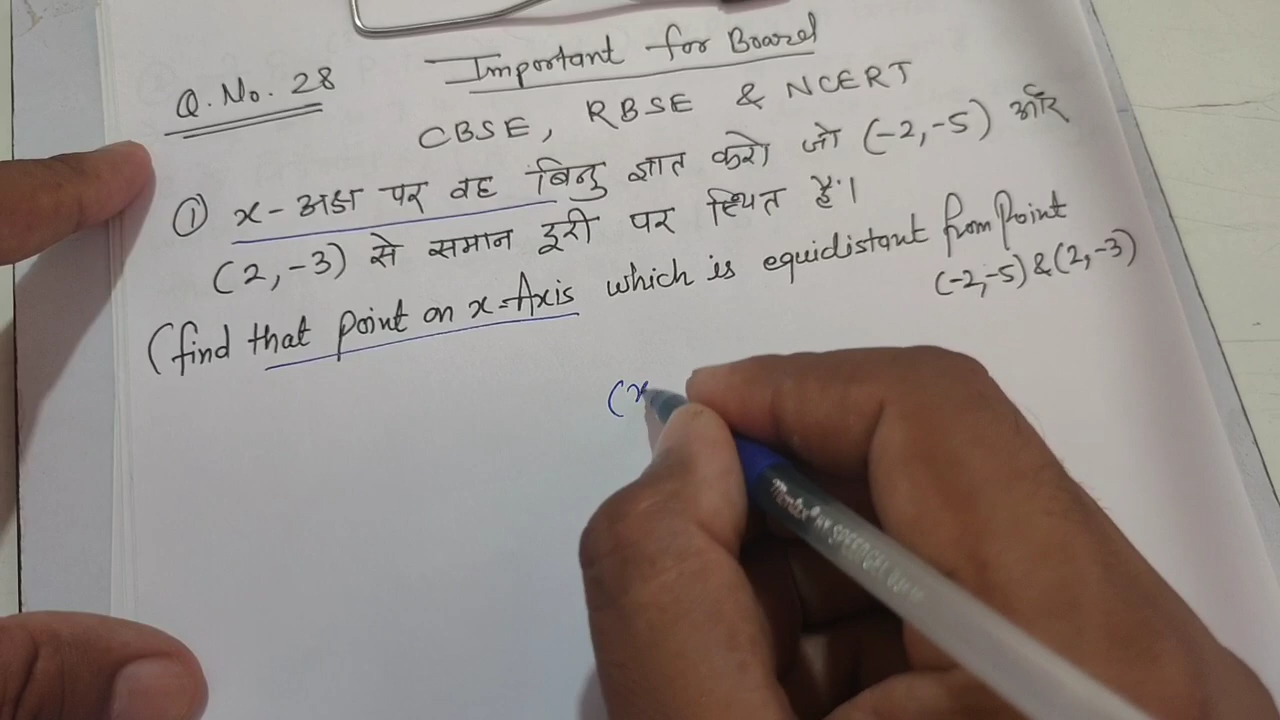 Q. No. 28
Important for Board
CBSE, RBSE & NCERT
① x-अक्ष पर वह बिन्दु ज्ञात करो जो (-2,-5) और
(2,-3) से समान दूरी पर स्थित हैं।
(find that point on x-Axis which is equidistant from Point
(-2,-5) & (2,-3)
(x